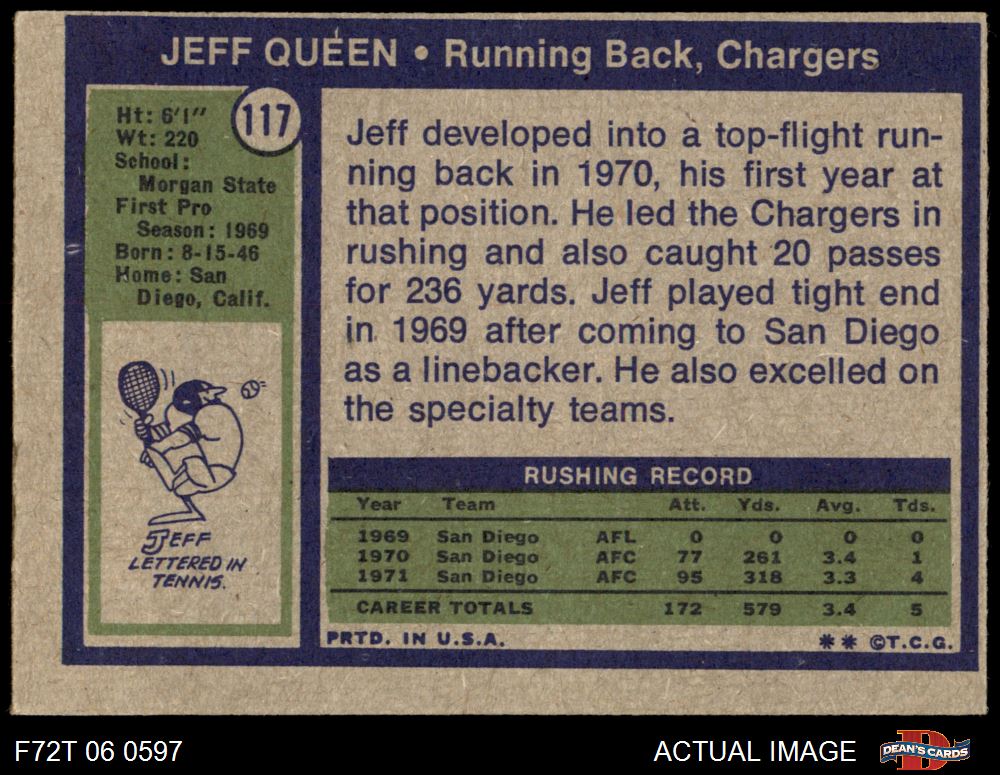 JEFF QUEEN • Running Back, Chargers
117
Ht: 6'1"
Wt: 220
School:
Morgan State
First Pro
Season: 1969
Born: 8-15-46
Home: San
Diego, Calif.
JEFF
LETTERED IN
TENNIS.
Jeff developed into a top-flight run-
ning back in 1970, his first year at
that position. He led the Chargers in
rushing and also caught 20 passes
for 236 yards. Jeff played tight end
in 1969 after coming to San Diego
as a linebacker. He also excelled on
the specialty teams.
RUSHING RECORD
Year Team Att. Yds. Avg. Tds.
1969 San Diego AFL 0 0 0 0
1970 San Diego AFC 77 261 3.4 1
1971 San Diego AFC 95 318 3.3 4
CAREER TOTALS 172 579 3.4 5
PRTD. IN U.S.A. ** ©T.C.G.
F72T 06 0597 ACTUAL IMAGE DEAN'S CARDS